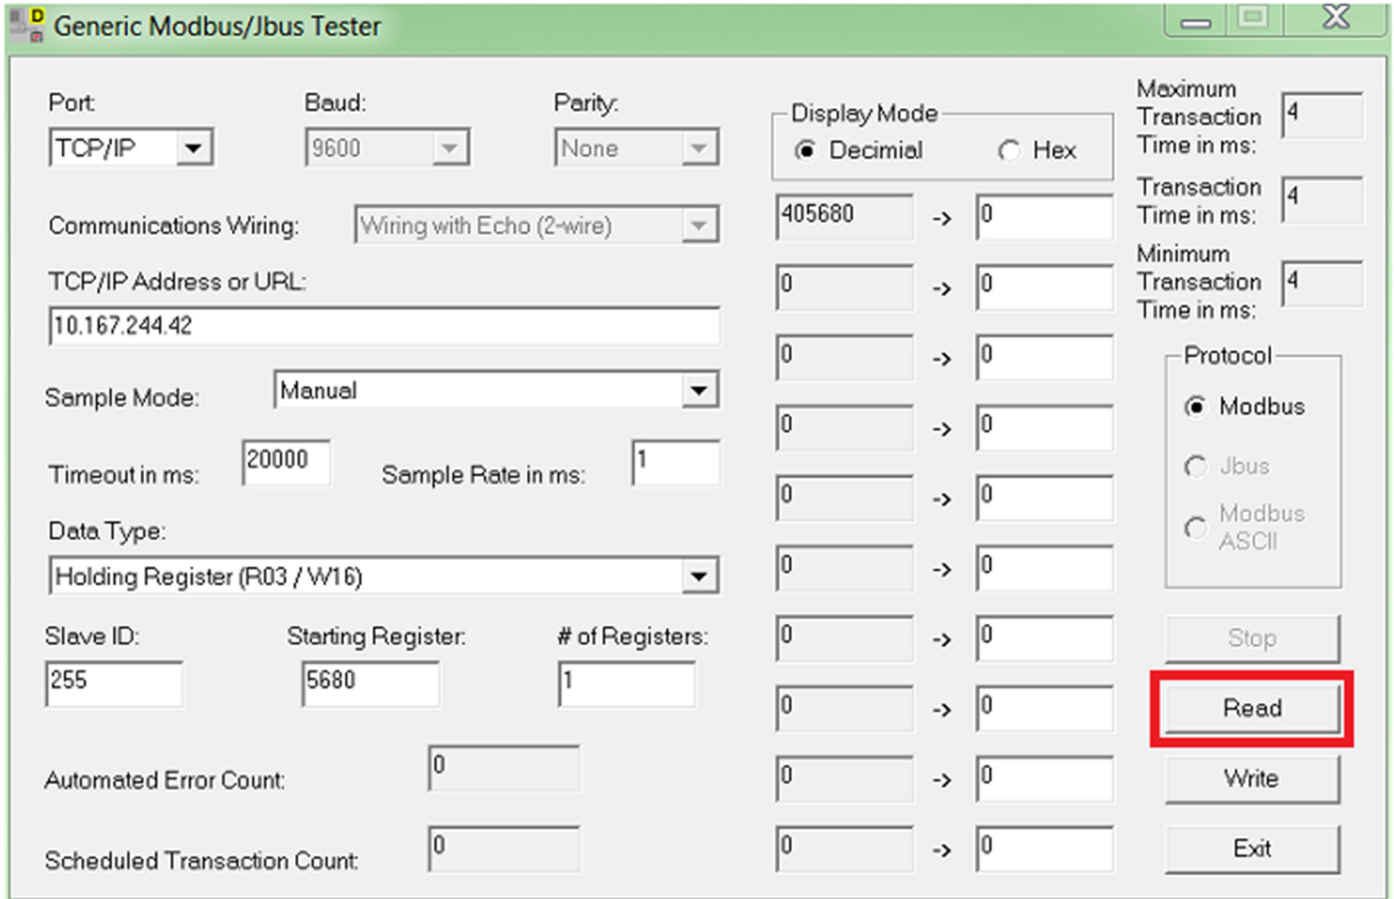 D
Generic Modbus/Jbus Tester
Port:
Baud:
Parity:
TCP/IP
9600
None
Communications Wiring:
Wiring with Echo (2-wire)
TCP/IP Address or URL:
10.167.244.42
Sample Mode:
Manual
Timeout in ms:
20000
Sample Rate in ms:
1
Data Type:
Holding Register (R03 / W16)
Slave ID:
Starting Register:
# of Registers:
255
5680
1
Automated Error Count:
0
Scheduled Transaction Count:
0
Display Mode
Decimial
Hex
405680 -> 0
0 -> 0
0 -> 0
0 -> 0
0 -> 0
0 -> 0
0 -> 0
0 -> 0
0 -> 0
0 -> 0
Maximum
Transaction
Time in ms:
4
Transaction
Time in ms:
4
Minimum
Transaction
Time in ms:
4
Protocol
Modbus
Jbus
Modbus
ASCII
Stop
Read
Write
Exit